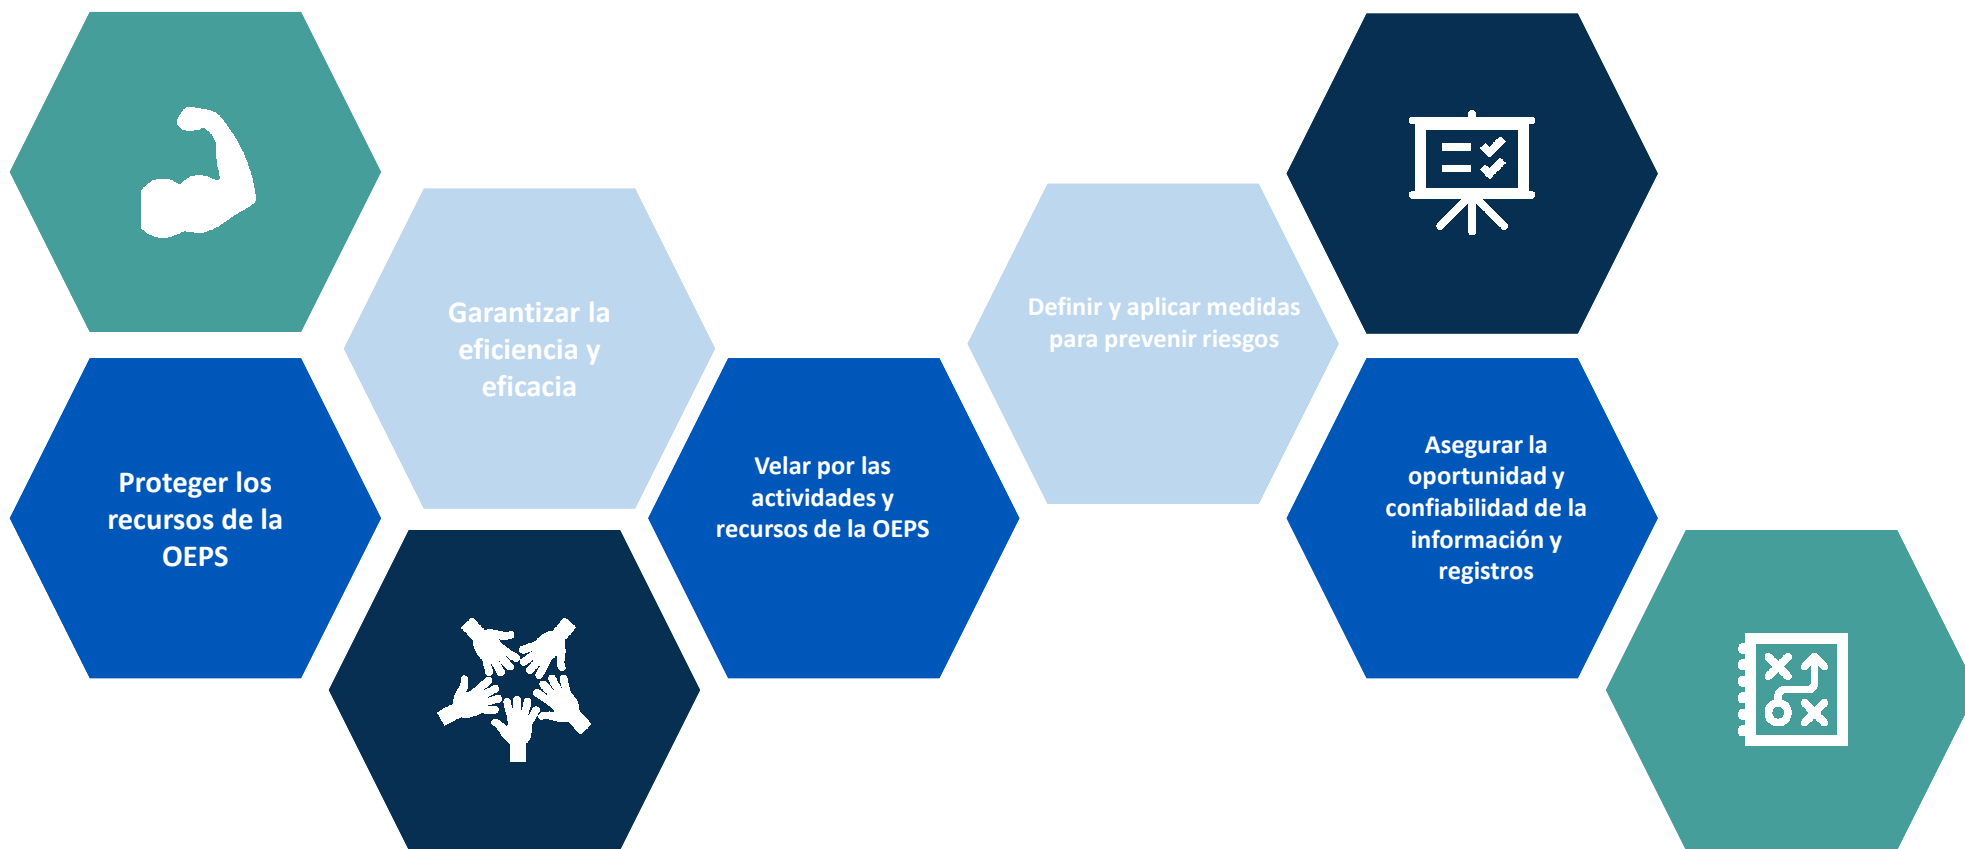 Proteger los
recursos de la
OEPS
Garantizar la
eficiencia y
eficacia
Velar por las
actividades y
recursos de la OEPS
Definir y aplicar medidas
para prevenir riesgos
Asegurar la
oportunidad y
confiabilidad de la
información y
registros